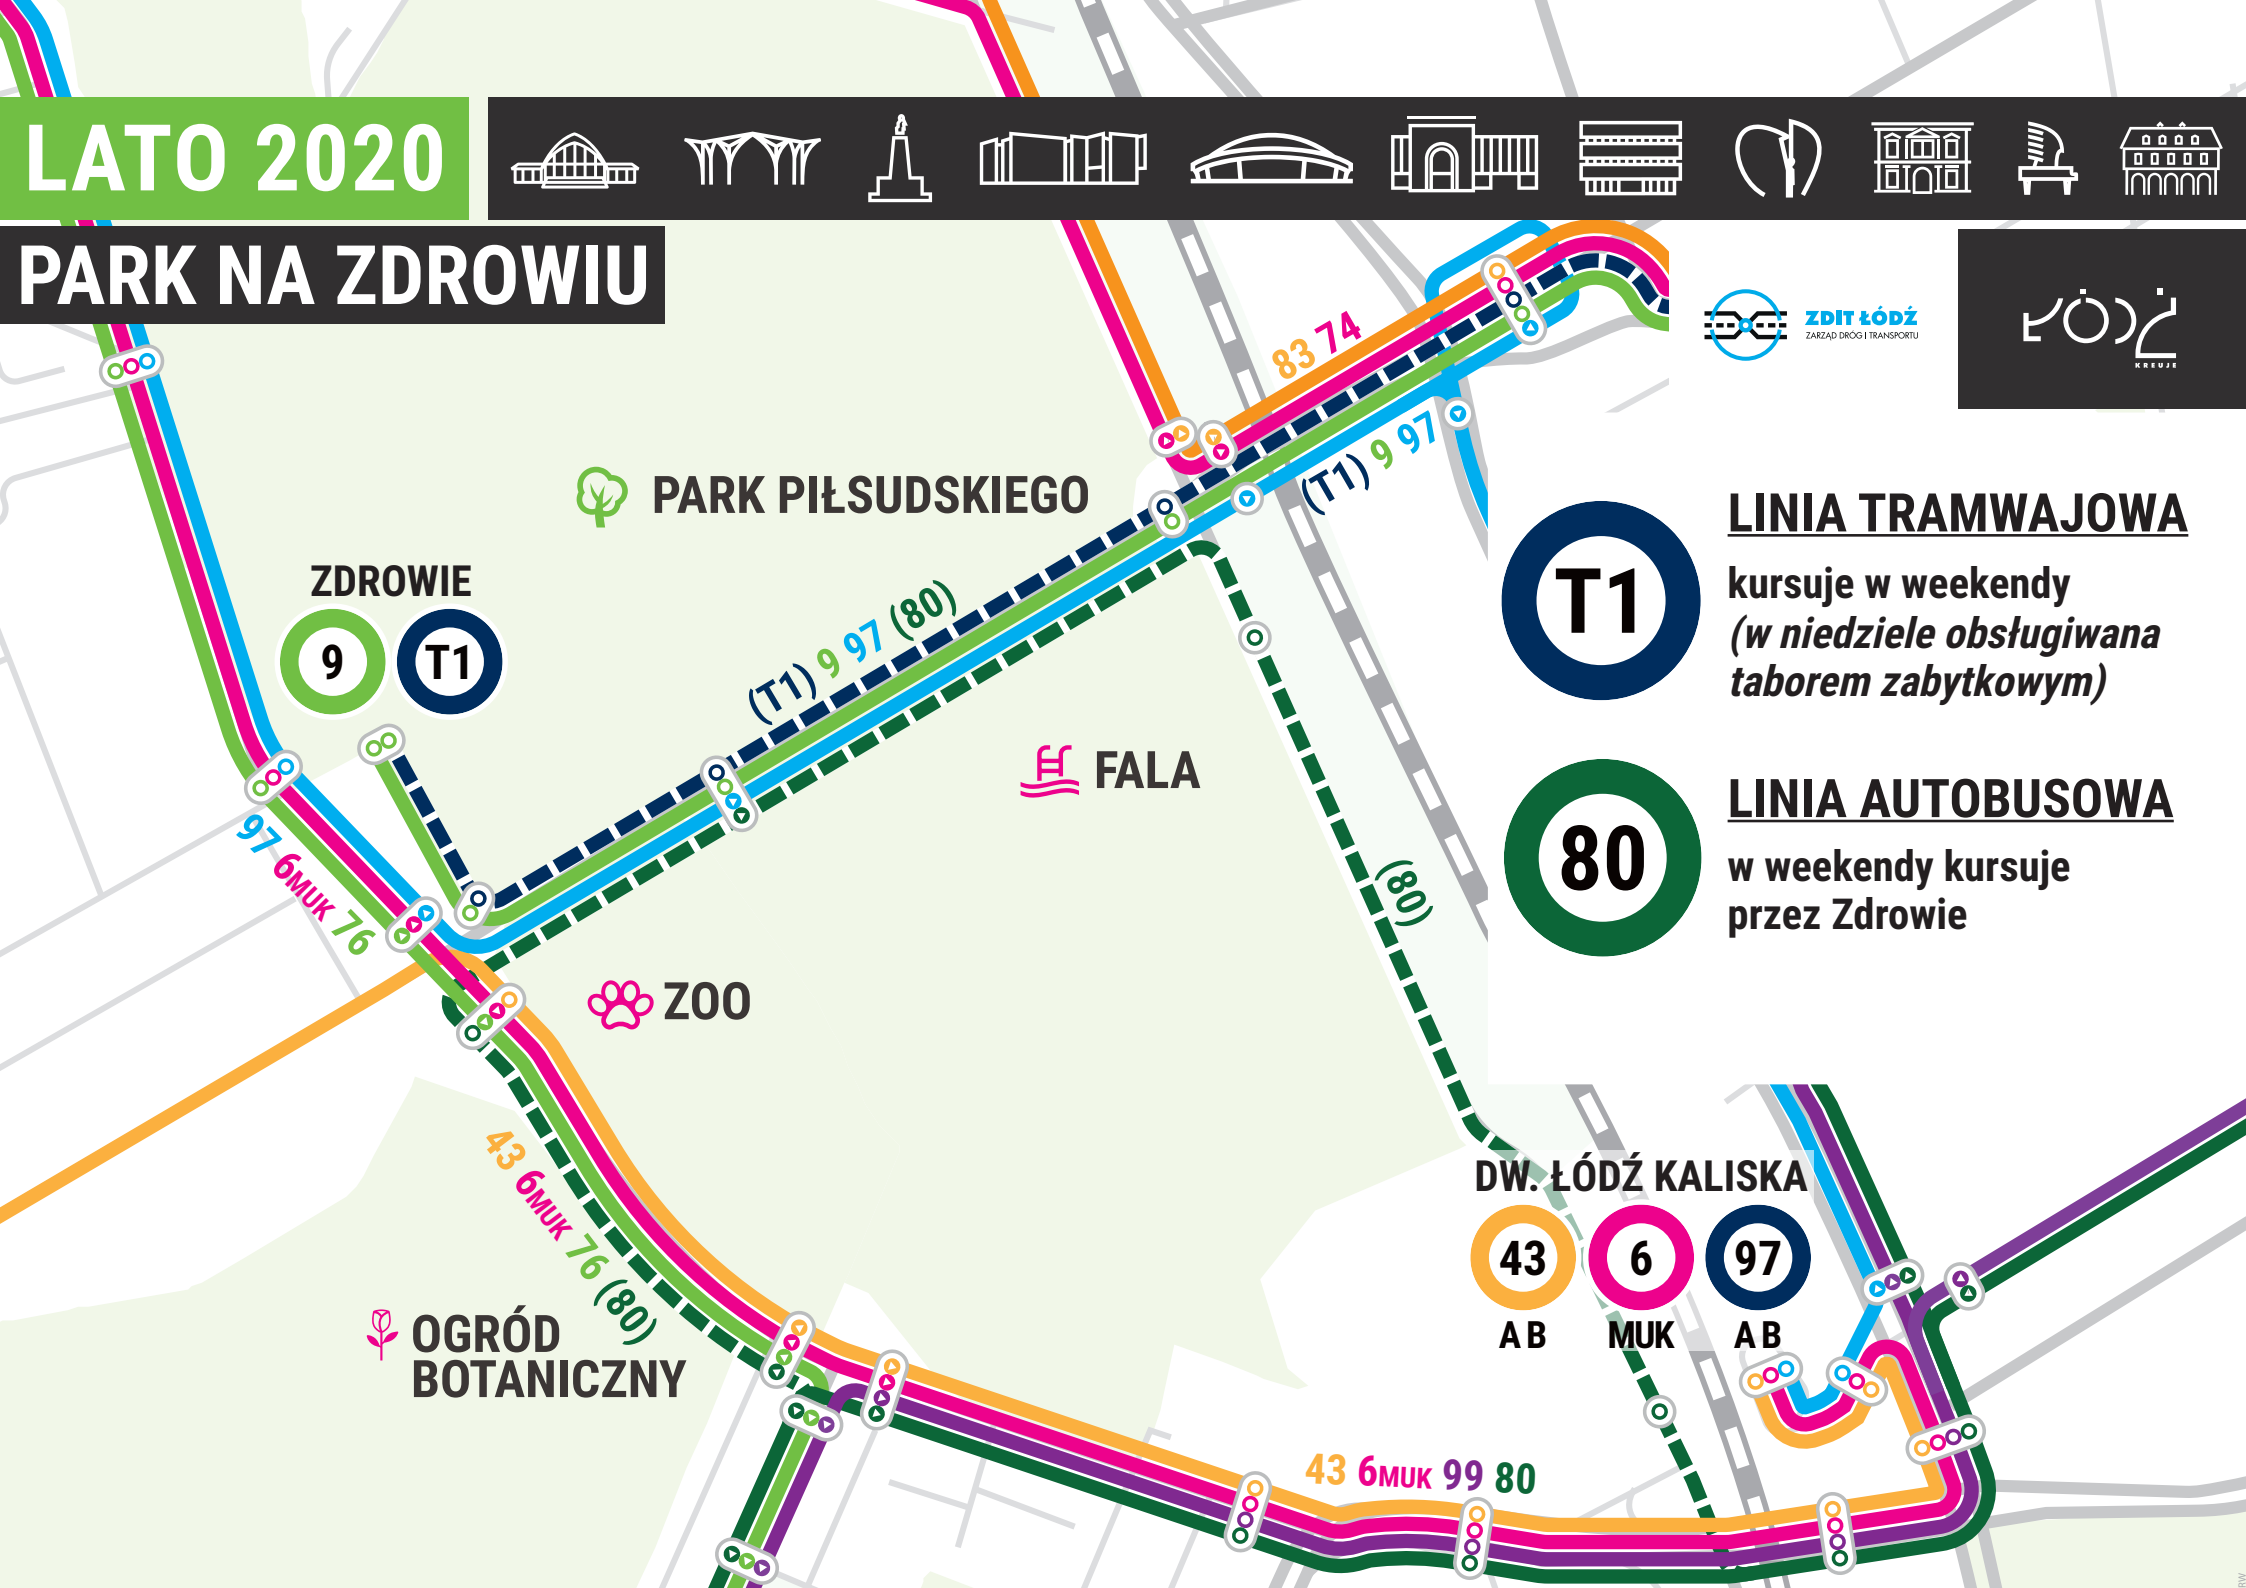 LATO 2020
PARK NA ZDROWIU
ZDIT ŁÓDŹ
ZARZĄD DRÓG I TRANSPORTU
ŁÓDŹ
KREUJE
83 74
(T1) 9 97
PARK PIŁSUDSKIEGO
ZDROWIE
9
T1
(T1) 9 97 (80)
FALA
T1
LINIA TRAMWAJOWA
kursuje w weekendy
(w niedziele obsługiwana
taborem zabytkowym)
80
LINIA AUTOBUSOWA
w weekendy kursuje
przez Zdrowie
97 6MUK 76
(80)
ZOO
43 6MUK 76 (80)
OGRÓD
BOTANICZNY
DW. ŁÓDŹ KALISKA
43
6
97
A B
MUK
A B
43 6MUK 99 80
RW